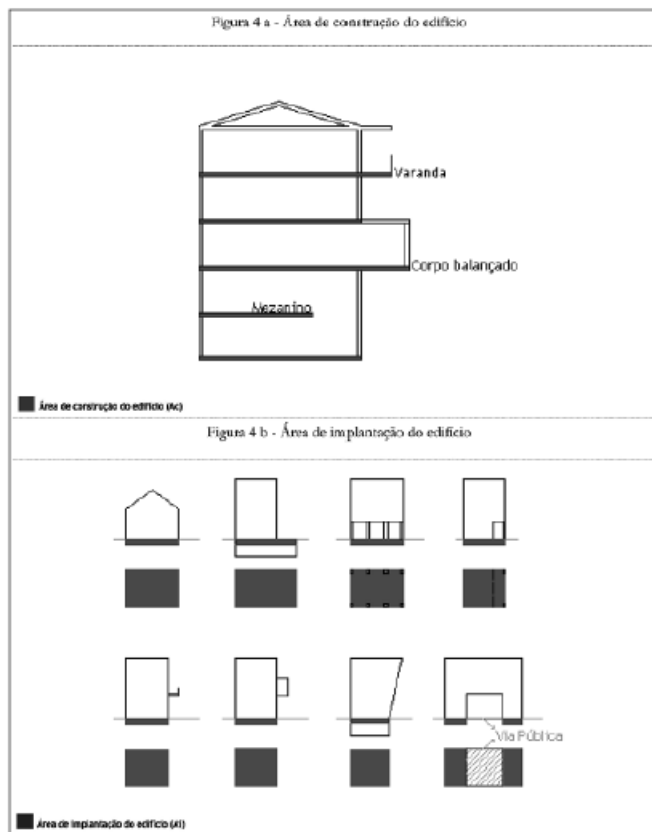 Figura 4 a - Área de construção do edifício
Varanda
Corpo balançado
Mezanino
Área de construção do edifício (Ac)
Figura 4 b - Área de implantação do edifício
Via Pública
Área de implantação do edifício (Ai)